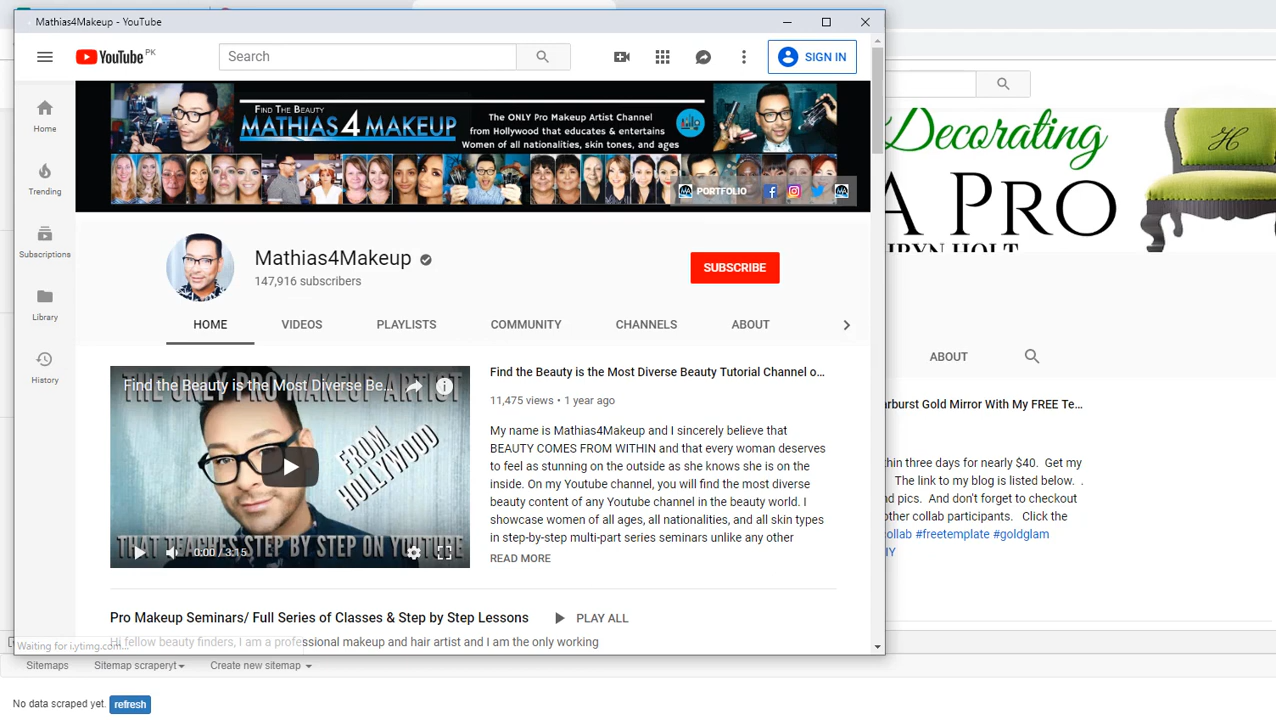 Mathias4Makeup - YouTube
YouTube PK
Search
SIGN IN
Home
Trending
Subscriptions
Library
History
FIND THE BEAUTY
MATHIAS 4 MAKEUP
The ONLY Pro Makeup Artist Channel
from Hollywood that educates & entertains
Women of all nationalities, skin tones, and ages
PORTFOLIO
Mathias4Makeup
147,916 subscribers
SUBSCRIBE
HOME VIDEOS PLAYLISTS COMMUNITY CHANNELS ABOUT
THE ONLY PRO MAKEUP ARTIST
Find the Beauty is the Most Diverse Be...
FROM
HOLLYWOOD
THAT TEACHES STEP BY STEP ON YOUTUBE
0:00 / 3:15
Find the Beauty is the Most Diverse Beauty Tutorial Channel o...
11,475 views • 1 year ago
My name is Mathias4Makeup and I sincerely believe that
BEAUTY COMES FROM WITHIN and that every woman deserves
to feel as stunning on the outside as she knows she is on the
inside. On my Youtube channel, you will find the most diverse
beauty content of any Youtube channel in the beauty world. I
showcase women of all ages, all nationalities, and all skin types
in step-by-step multi-part series seminars unlike any other
READ MORE
Pro Makeup Seminars/ Full Series of Classes & Step by Step Lessons
PLAY ALL
Hi fellow beauty finders, I am a professional makeup and hair artist and I am the only working
Waiting for i.ytimg.com...
Decorating
A PRO
HRYN HOLT
H
ABOUT
rburst Gold Mirror With My FREE Te...
thin three days for nearly $40. Get my
The link to my blog is listed below. .
nd pics. And don't forget to checkout
other collab participants. Click the
collab #freetemplate #goldglam
IY
Sitemaps Sitemap scraperyt Create new sitemap
No data scraped yet. refresh